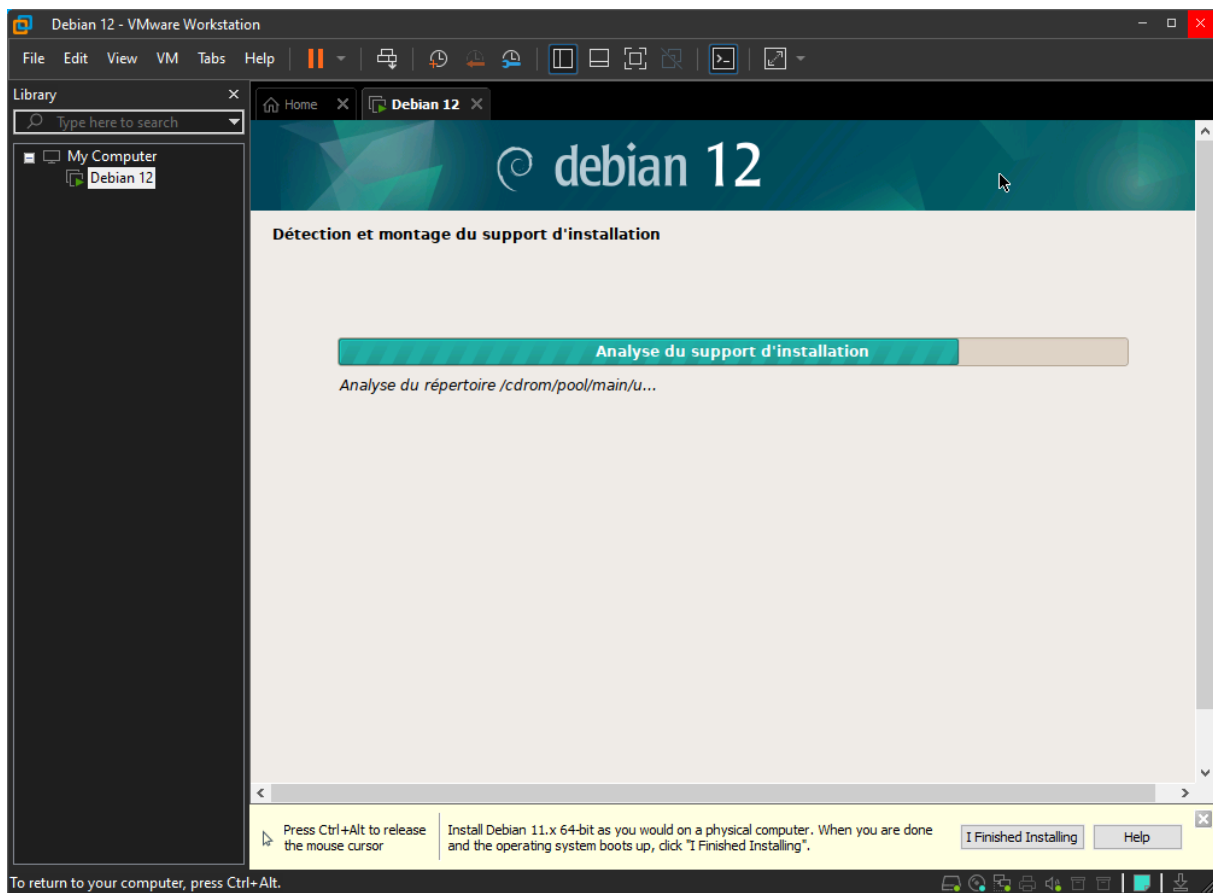 Debian 12 - VMware Workstation
File Edit View VM Tabs Help
Library
Home
Debian 12
Type here to search
My Computer
Debian 12
debian 12
Détection et montage du support d'installation
Analyse du support d'installation
Analyse du répertoire /cdrom/pool/main/u...
Press Ctrl+Alt to release
the mouse cursor
Install Debian 11.x 64-bit as you would on a physical computer. When you are done
and the operating system boots up, click "I Finished Installing".
I Finished Installing
Help
To return to your computer, press Ctrl+Alt.